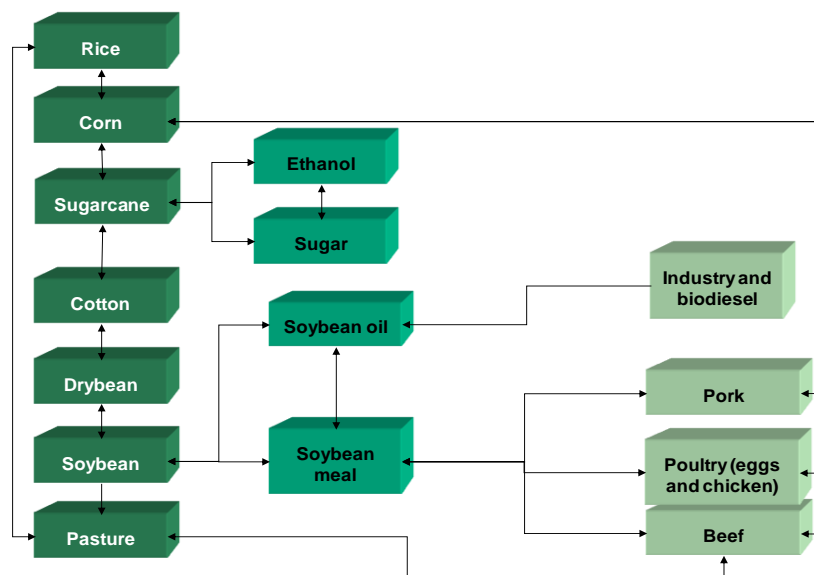 Rice
Corn
Sugarcane
Cotton
Drybean
Soybean
Pasture
Ethanol
Sugar
Soybean oil
Soybean
meal
Industry and
biodiesel
Pork
Poultry (eggs
and chicken)
Beef